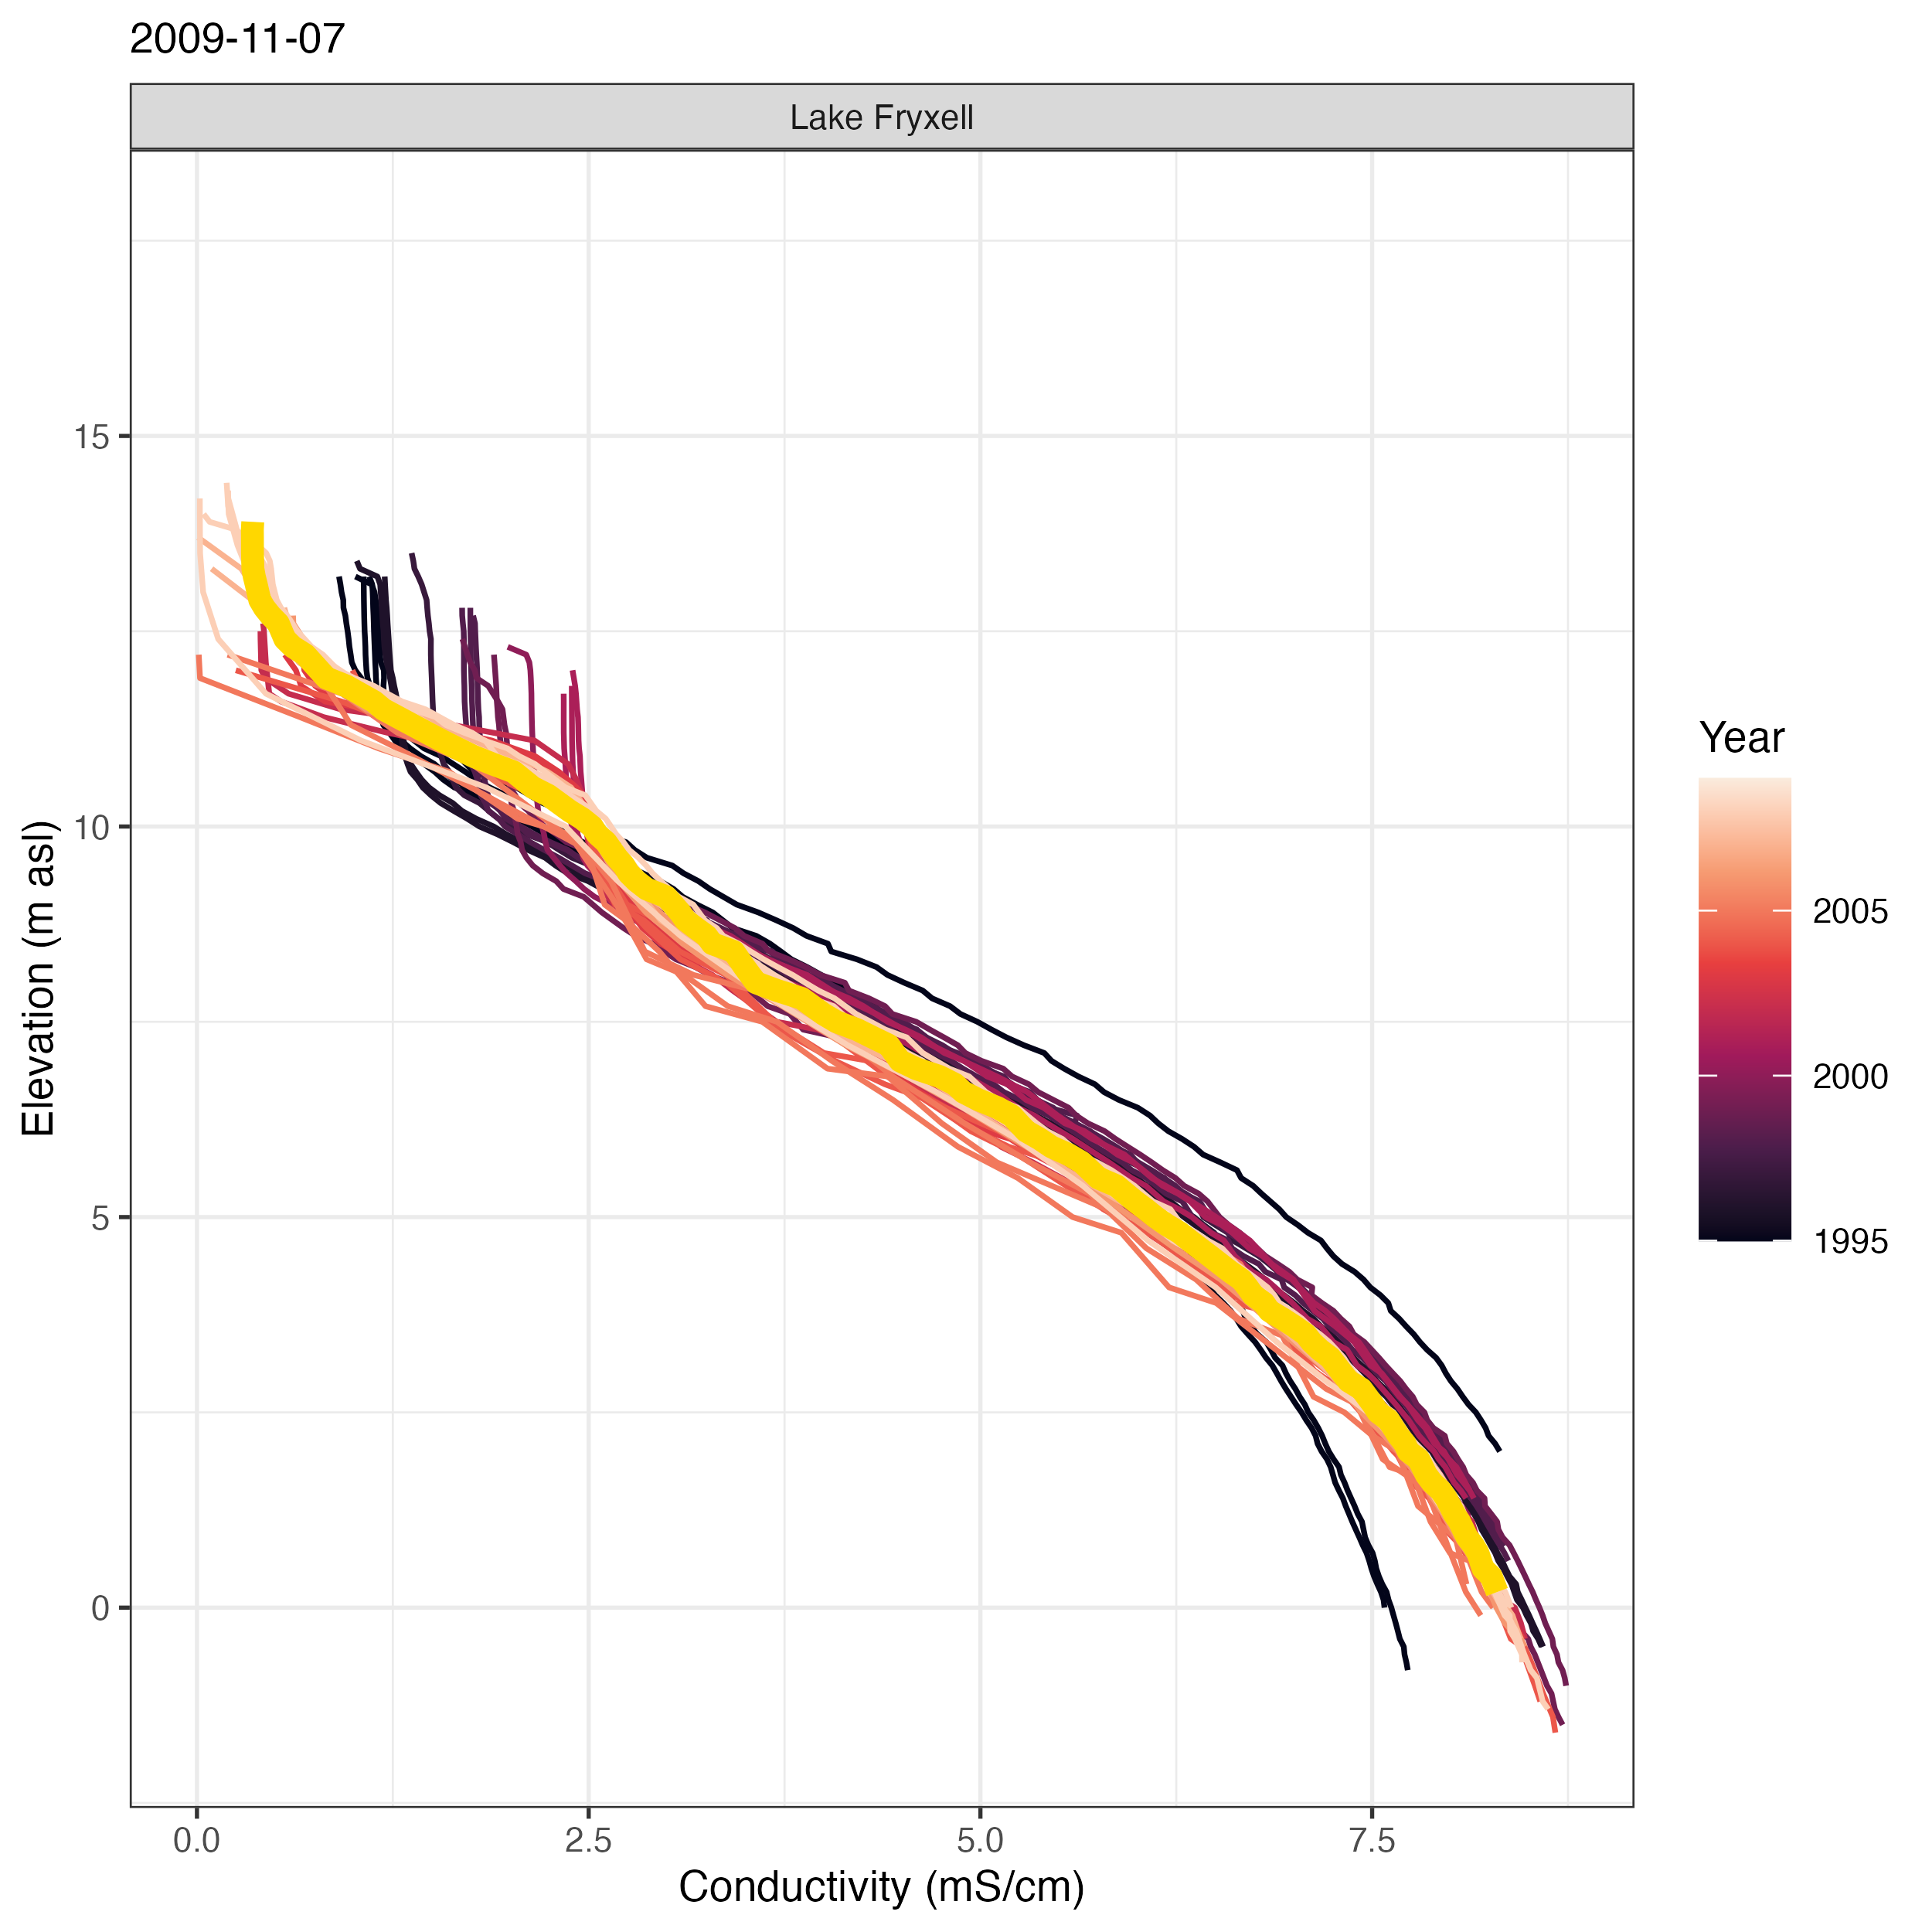 2009-11-07
Lake Fryxell
15
10
5
0
Elevation (m asl)
0.0 2.5 5.0 7.5
Conductivity (mS/cm)
Year
2005
2000
1995